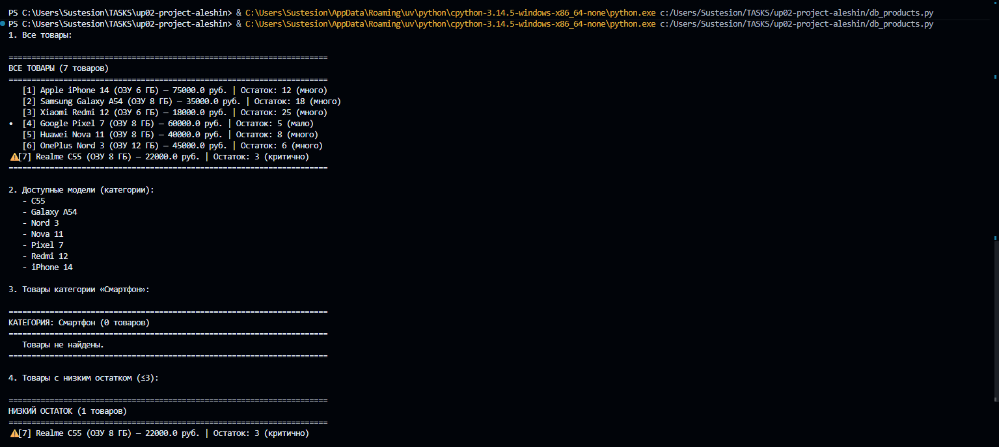 PS C:\Users\Sustesion\TASKS\up02-project-aleshin> & C:\Users\Sustesion\AppData\Roaming\uv\python\cpython-3.14.5-windows-x86_64-none\python.exe c:/Users/Sustesion/TASKS/up02-project-aleshin/db_products.py
PS C:\Users\Sustesion\TASKS\up02-project-aleshin> & C:\Users\Sustesion\AppData\Roaming\uv\python\cpython-3.14.5-windows-x86_64-none\python.exe c:/Users/Sustesion/TASKS/up02-project-aleshin/db_products.py
1. Все товары:
======================================================================
ВСЕ ТОВАРЫ (7 товаров)
======================================================================
[1] Apple iPhone 14 (ОЗУ 6 ГБ) — 75000.0 руб. | Остаток: 12 (много)
[2] Samsung Galaxy A54 (ОЗУ 8 ГБ) — 35000.0 руб. | Остаток: 18 (много)
[3] Xiaomi Redmi 12 (ОЗУ 6 ГБ) — 18000.0 руб. | Остаток: 25 (много)
• [4] Google Pixel 7 (ОЗУ 8 ГБ) — 60000.0 руб. | Остаток: 5 (мало)
[5] Huawei Nova 11 (ОЗУ 8 ГБ) — 40000.0 руб. | Остаток: 8 (много)
[6] OnePlus Nord 3 (ОЗУ 12 ГБ) — 45000.0 руб. | Остаток: 6 (много)
⚠️[7] Realme C55 (ОЗУ 8 ГБ) — 22000.0 руб. | Остаток: 3 (критично)
======================================================================
2. Доступные модели (категории):
- C55
- Galaxy A54
- Nord 3
- Nova 11
- Pixel 7
- Redmi 12
- iPhone 14
3. Товары категории «Смартфон»:
======================================================================
КАТЕГОРИЯ: Смартфон (0 товаров)
======================================================================
Товары не найдены.
======================================================================
4. Товары с низким остатком (≤3):
======================================================================
НИЗКИЙ ОСТАТОК (1 товаров)
======================================================================
⚠️[7] Realme C55 (ОЗУ 8 ГБ) — 22000.0 руб. | Остаток: 3 (критично)